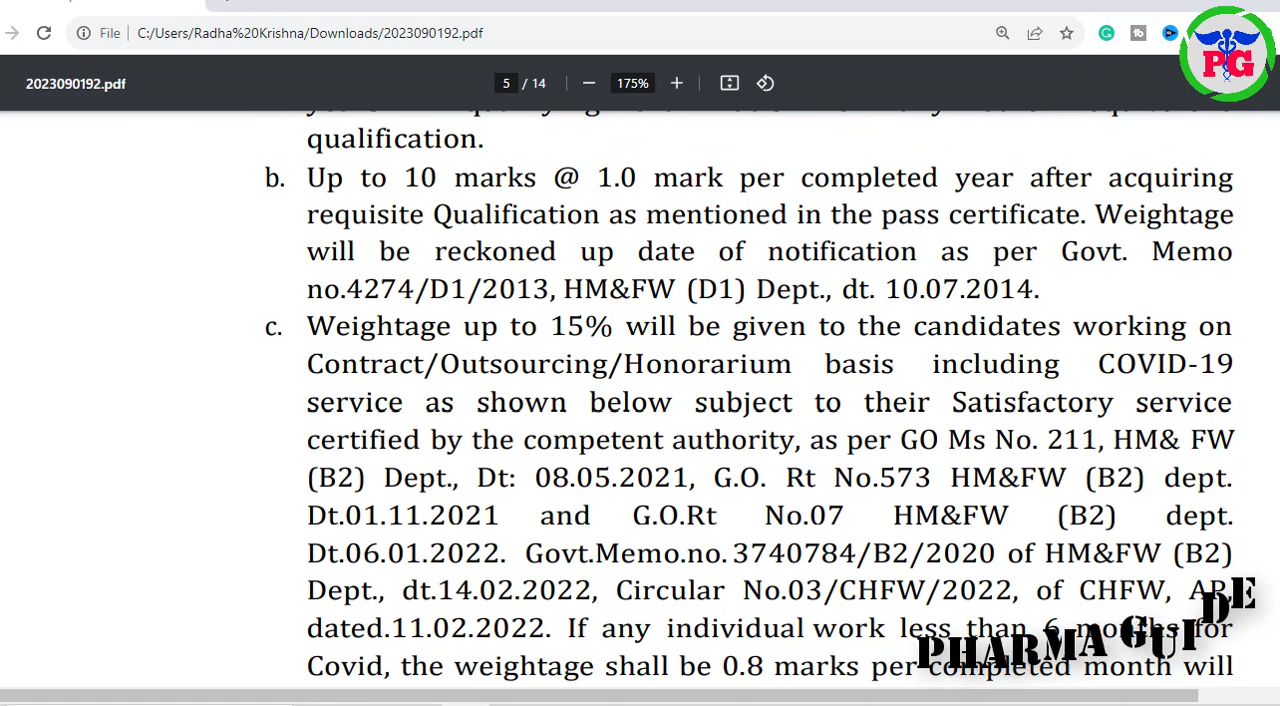 File C:/Users/Radha%20Krishna/Downloads/2023090192.pdf
PG
2023090192.pdf 5 / 14 175%
qualification.
b. Up to 10 marks @ 1.0 mark per completed year after acquiring
requisite Qualification as mentioned in the pass certificate. Weightage
will be reckoned up date of notification as per Govt. Memo
no.4274/D1/2013, HM&FW (D1) Dept., dt. 10.07.2014.
c. Weightage up to 15% will be given to the candidates working on
Contract/Outsourcing/Honorarium basis including COVID-19
service as shown below subject to their Satisfactory service
certified by the competent authority, as per GO Ms No. 211, HM& FW
(B2) Dept., Dt: 08.05.2021, G.O. Rt No.573 HM&FW (B2) dept.
Dt.01.11.2021 and G.O.Rt No.07 HM&FW (B2) dept.
Dt.06.01.2022. Govt.Memo.no. 3740784/B2/2020 of HM&FW (B2)
Dept., dt.14.02.2022, Circular No.03/CHFW/2022, of CHFW, AP,
dated.11.02.2022. If any individual work less than 6 months for
Covid, the weightage shall be 0.8 marks per completed month will
PHARMA GUIDE